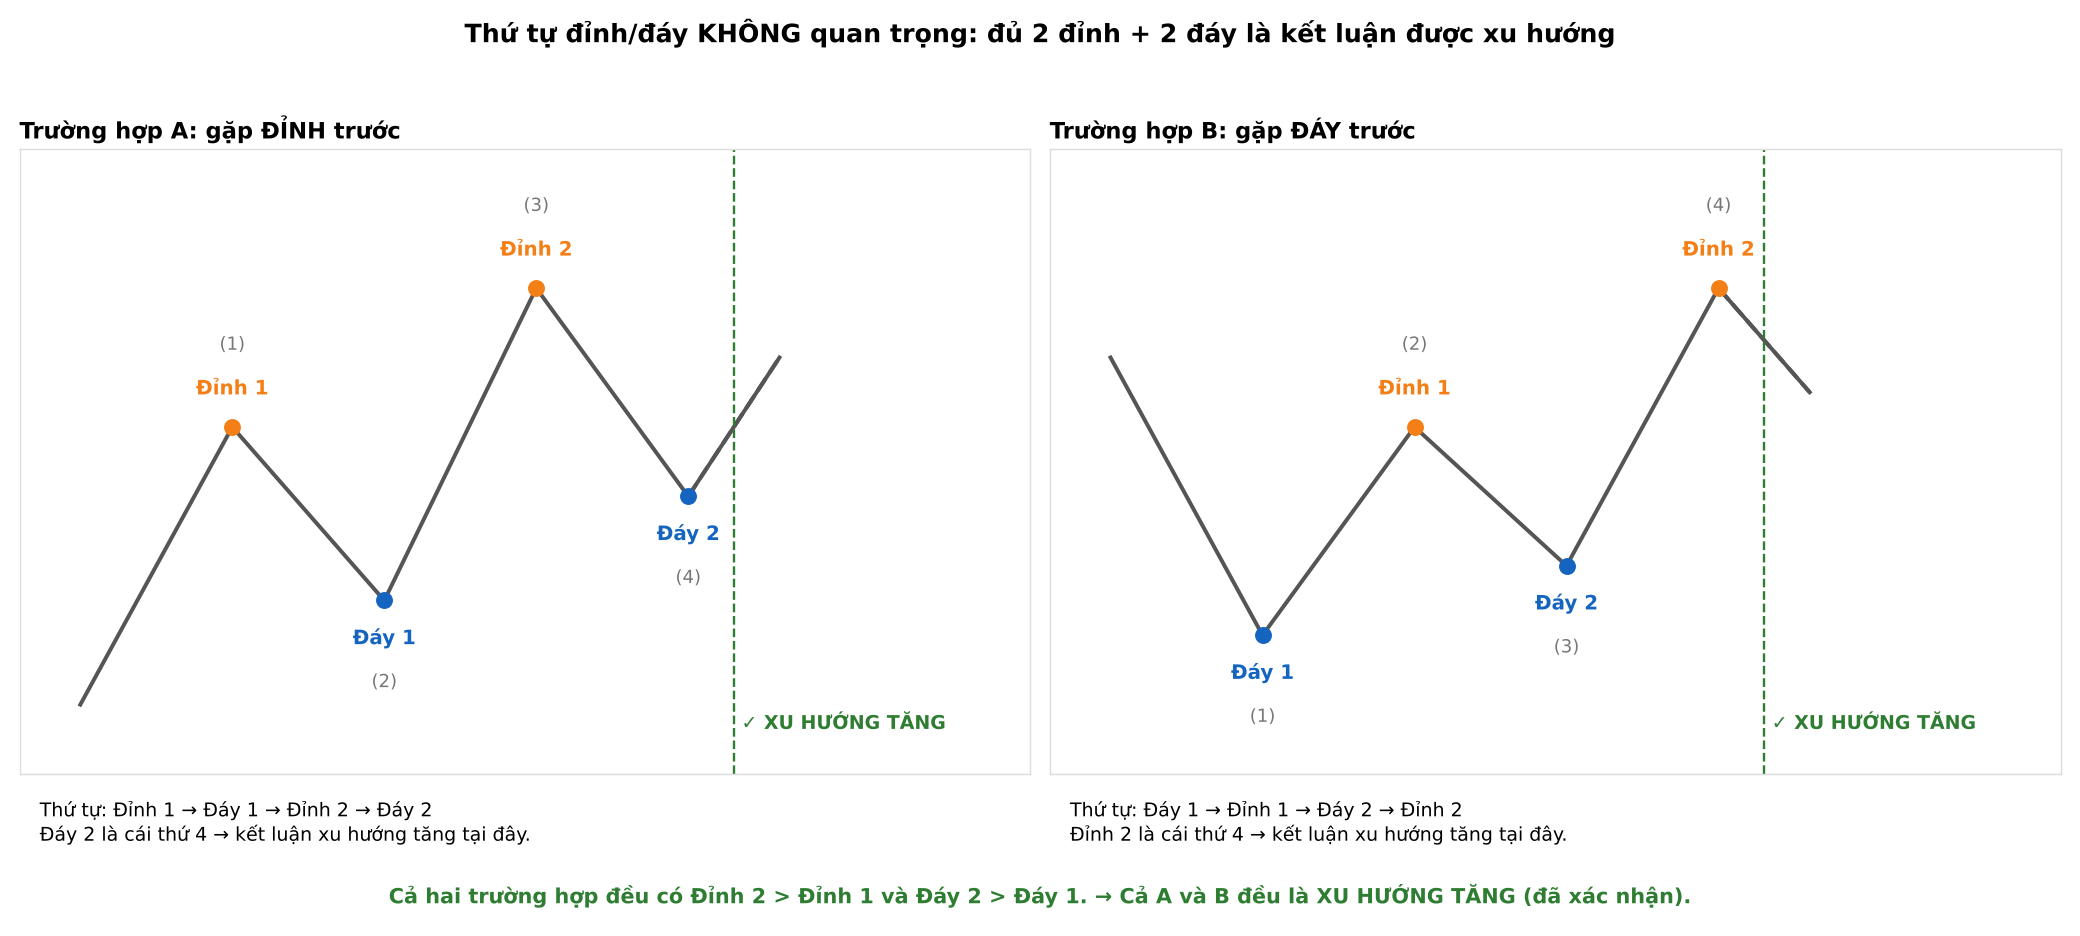 Thứ tự đỉnh/đáy KHÔNG quan trọng: đủ 2 đỉnh + 2 đáy là kết luận được xu hướng
Trường hợp A: gặp ĐỈNH trước
(3)
Đỉnh 2
(1)
Đỉnh 1
Đáy 2
(4)
Đáy 1
(2)
✓ XU HƯỚNG TĂNG
Thứ tự: Đỉnh 1 → Đáy 1 → Đỉnh 2 → Đáy 2
Đáy 2 là cái thứ 4 → kết luận xu hướng tăng tại đây.
Trường hợp B: gặp ĐÁY trước
(4)
Đỉnh 2
(2)
Đỉnh 1
Đáy 2
(3)
Đáy 1
(1)
✓ XU HƯỚNG TĂNG
Thứ tự: Đáy 1 → Đỉnh 1 → Đáy 2 → Đỉnh 2
Đỉnh 2 là cái thứ 4 → kết luận xu hướng tăng tại đây.
Cả hai trường hợp đều có Đỉnh 2 > Đỉnh 1 và Đáy 2 > Đáy 1. → Cả A và B đều là XU HƯỚNG TĂNG (đã xác nhận).